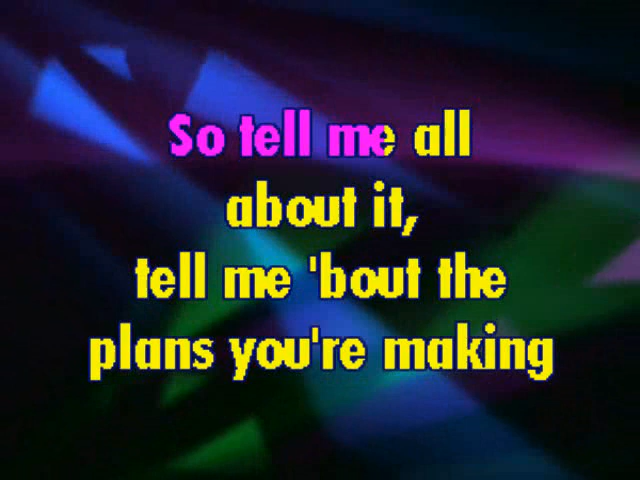 So tell me all
about it,
tell me 'bout the
plans you're making